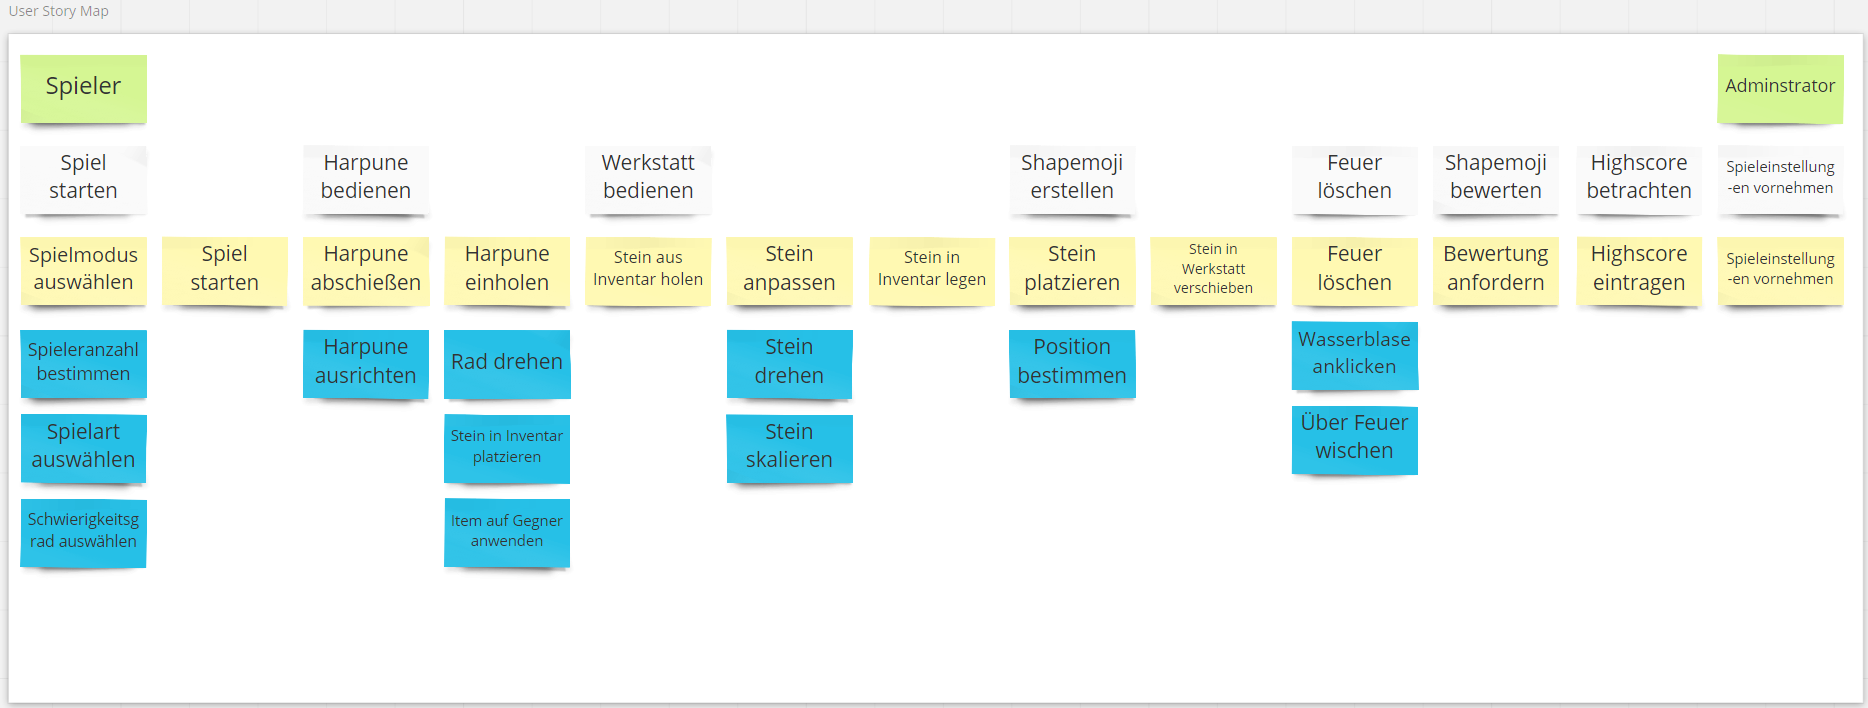 User Story Map
Spieler
Adminstrator
Spiel
starten
Harpune
bedienen
Werkstatt
bedienen
Shapemoji
erstellen
Feuer
löschen
Shapemoji
bewerten
Highscore
betrachten
Spieleinstellung
-en vornehmen
Spielmodus
auswählen
Spiel
starten
Harpune
abschießen
Harpune
einholen
Stein aus
Inventar holen
Stein
anpassen
Stein in
Inventar legen
Stein
platzieren
Stein in
Werkstatt
verschieben
Feuer
löschen
Bewertung
anfordern
Highscore
eintragen
Spieleinstellung
-en vornehmen
Spieleranzahl
bestimmen
Harpune
ausrichten
Rad drehen
Stein
drehen
Position
bestimmen
Wasserblase
anklicken
Spielart
auswählen
Stein in Inventar
platzieren
Stein
skalieren
Über Feuer
wischen
Schwierigkeitsg
rad auswählen
Item auf Gegner
anwenden